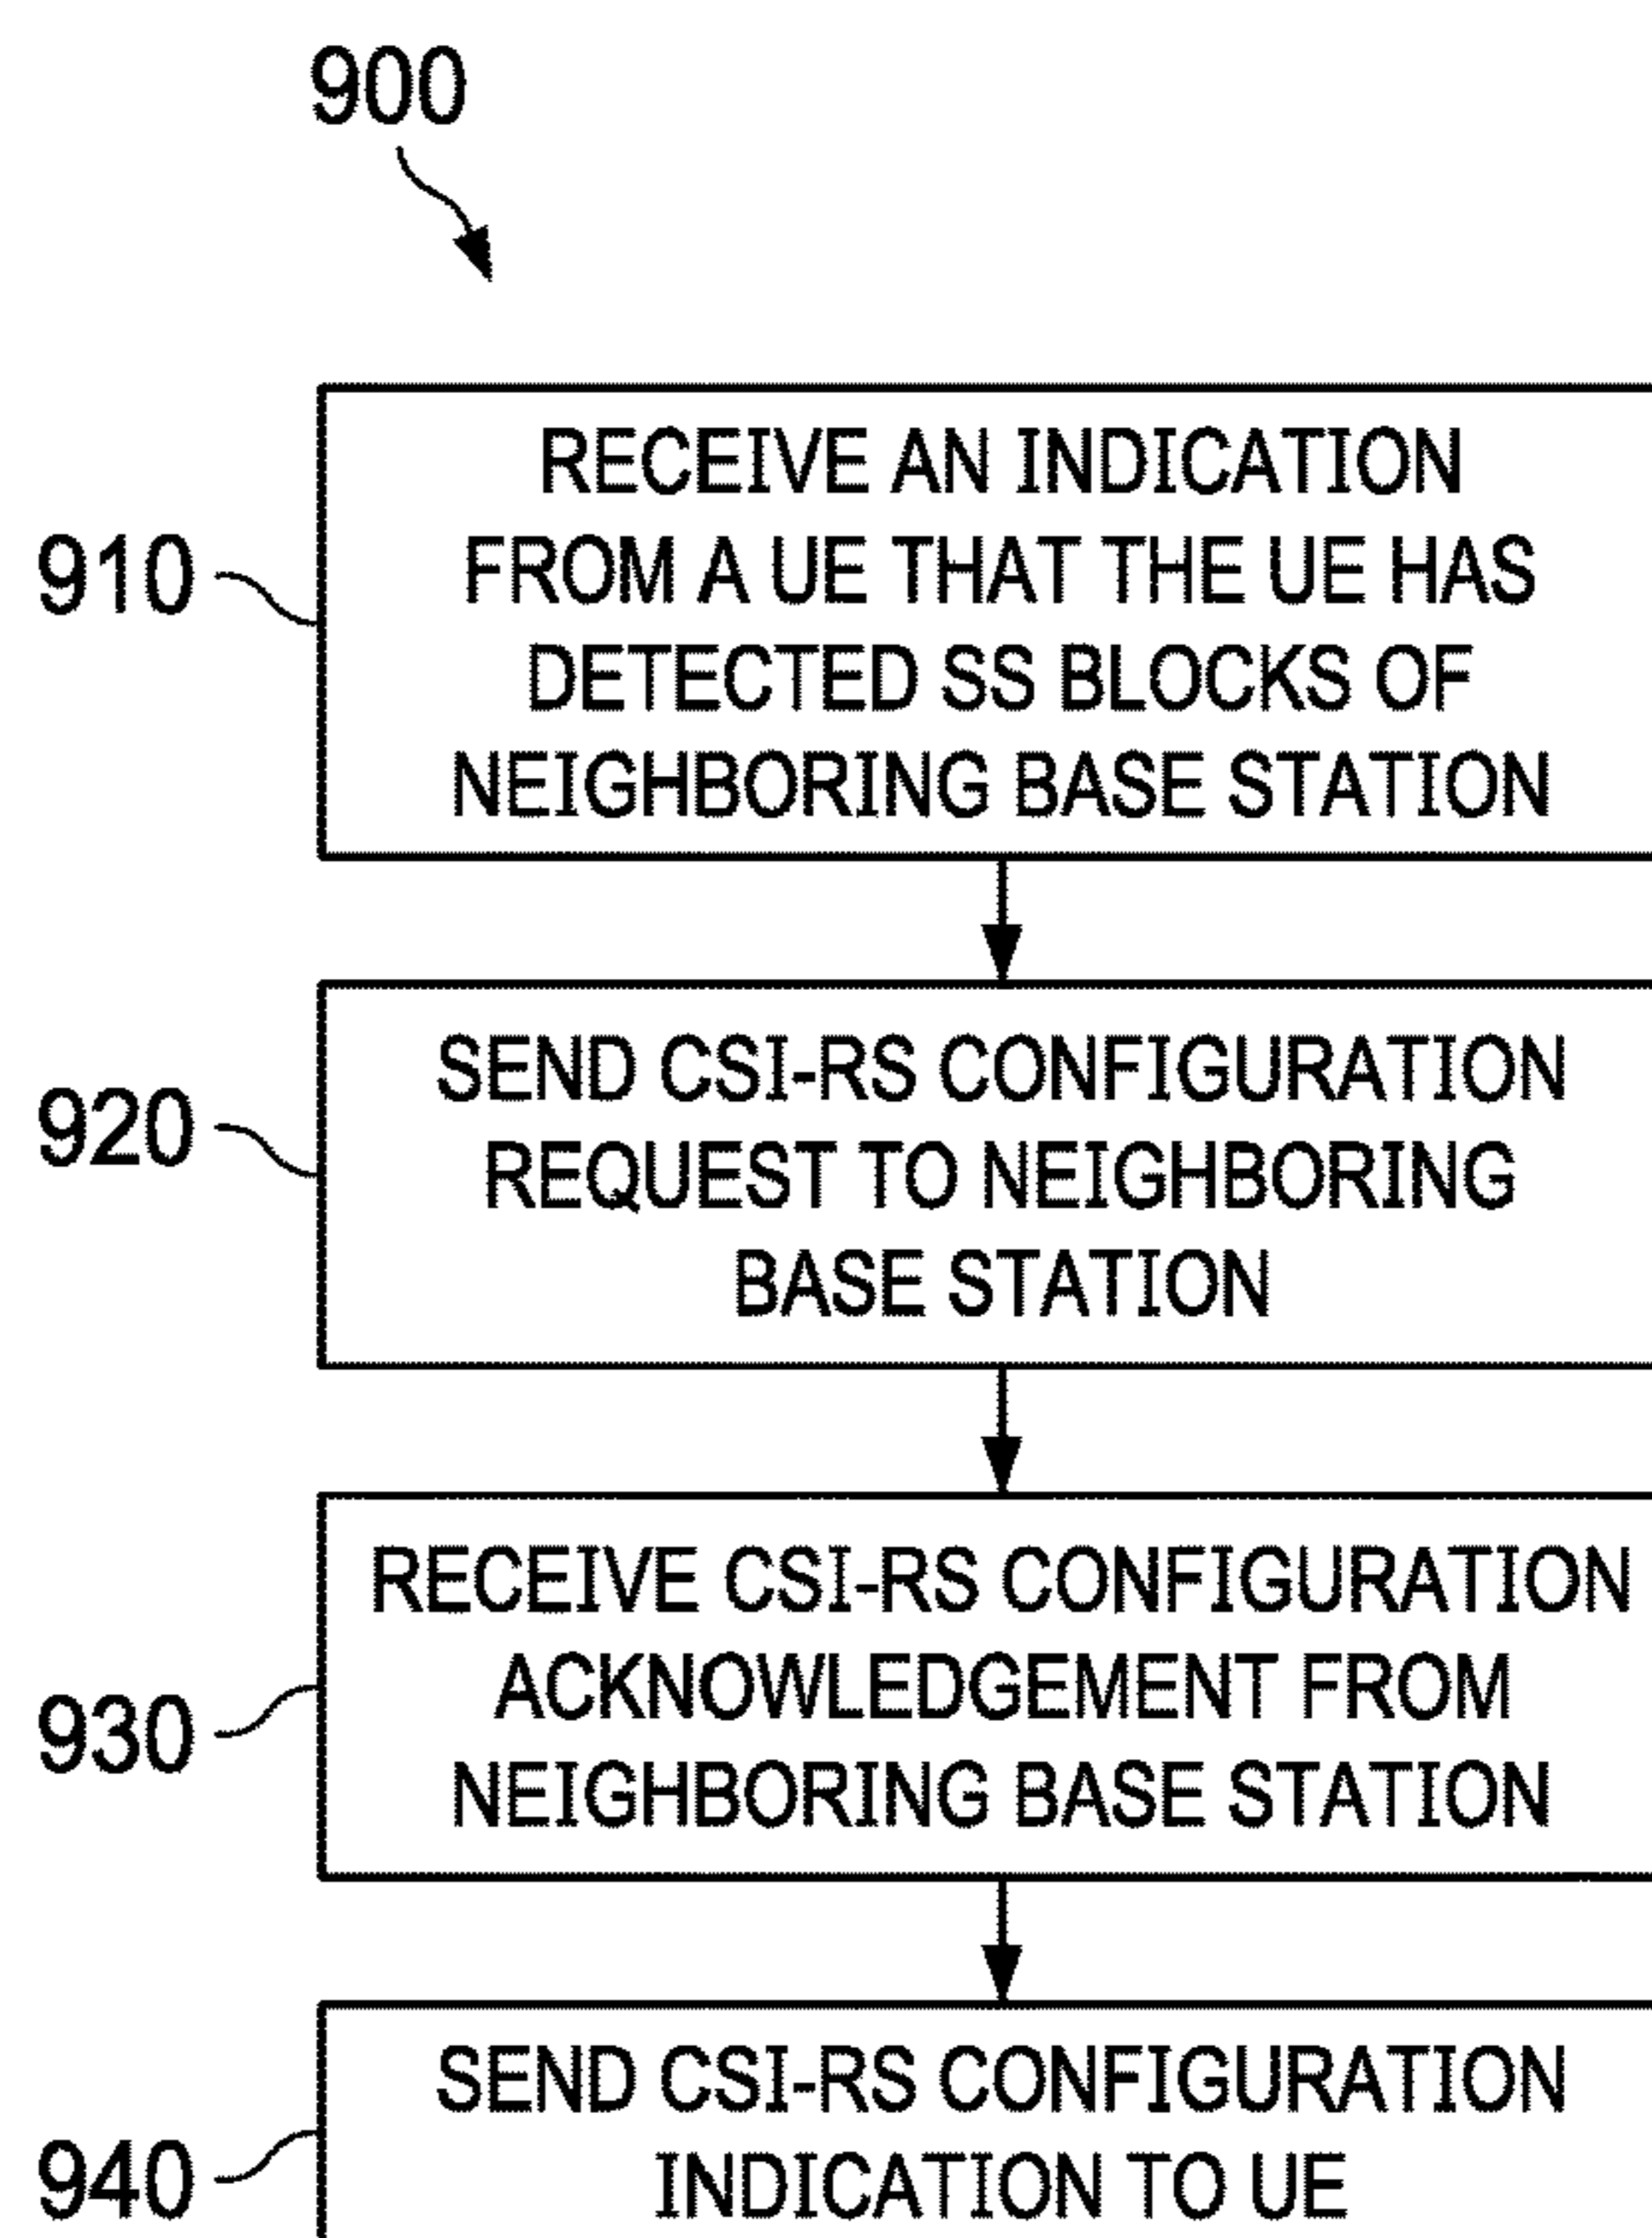 900
910
RECEIVE AN INDICATION
FROM A UE THAT THE UE HAS
DETECTED SS BLOCKS OF
NEIGHBORING BASE STATION
920
SEND CSI-RS CONFIGURATION
REQUEST TO NEIGHBORING
BASE STATION
930
RECEIVE CSI-RS CONFIGURATION
ACKNOWLEDGEMENT FROM
NEIGHBORING BASE STATION
940
SEND CSI-RS CONFIGURATION
INDICATION TO UE